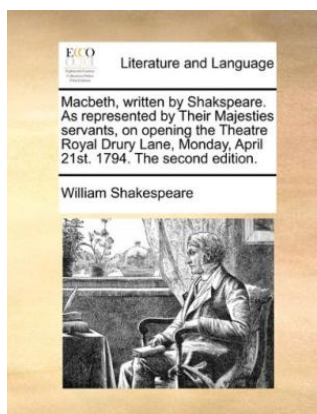 ECCO
Literature and Language
Macbeth, written by Shakspeare.
As represented by Their Majesties
servants, on opening the Theatre
Royal Drury Lane, Monday, April
21st. 1794. The second edition.
William Shakespeare